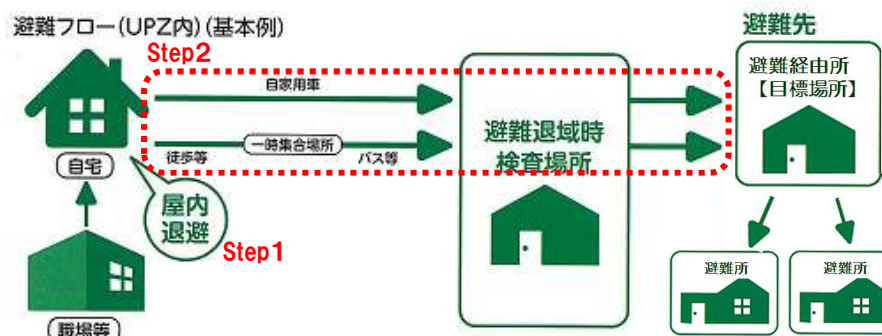 避難フロー(UPZ内)(基本例)
Step2
自家用車
徒歩等
一時集合場所
バス等
自宅
屋内
退避
Step1
職場等
避難退域時
検査場所
避難先
避難経由所
【目標場所】
避難所
避難所